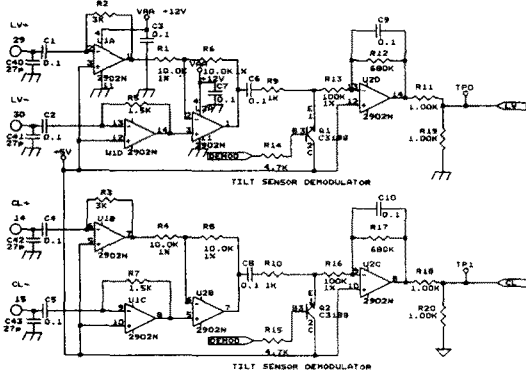 LV+
29
C40
27p
C1
0.1
R2
3K
U1A
2902N
VAA +12V
C3
0.1
R1
10.0K
1%
R6
10.0K
1%
+12V
C7
0.1
2902N
C6
0.1
R9
1K
LV-
30
C41
27p
C2
0.1
1.5K
U1D
2902N
DEMOD
R14
4.7K
Q1
C3180
R13
100K
1%
C9
0.1
R12
680K
U2D
2902N
R11
1.00K
R19
1.00K
TP0
LV
+5V
TILT SENSOR DEMODULATOR
CL+
14
C42
27p
C4
0.1
R3
3K
U1B
2902N
R4
10.0K
1%
10.0K
1%
U2B
2902N
C8
0.1
R10
1K
CL-
15
C43
27p
C5
0.1
R7
1.5K
U1C
2902N
DEMOD
R15
4.7K
R16
100K
1%
C10
0.1
R17
680K
U2C
2902N
R18
1.00K
R20
1.00K
TP1
CL
TILT SENSOR DEMODULATOR